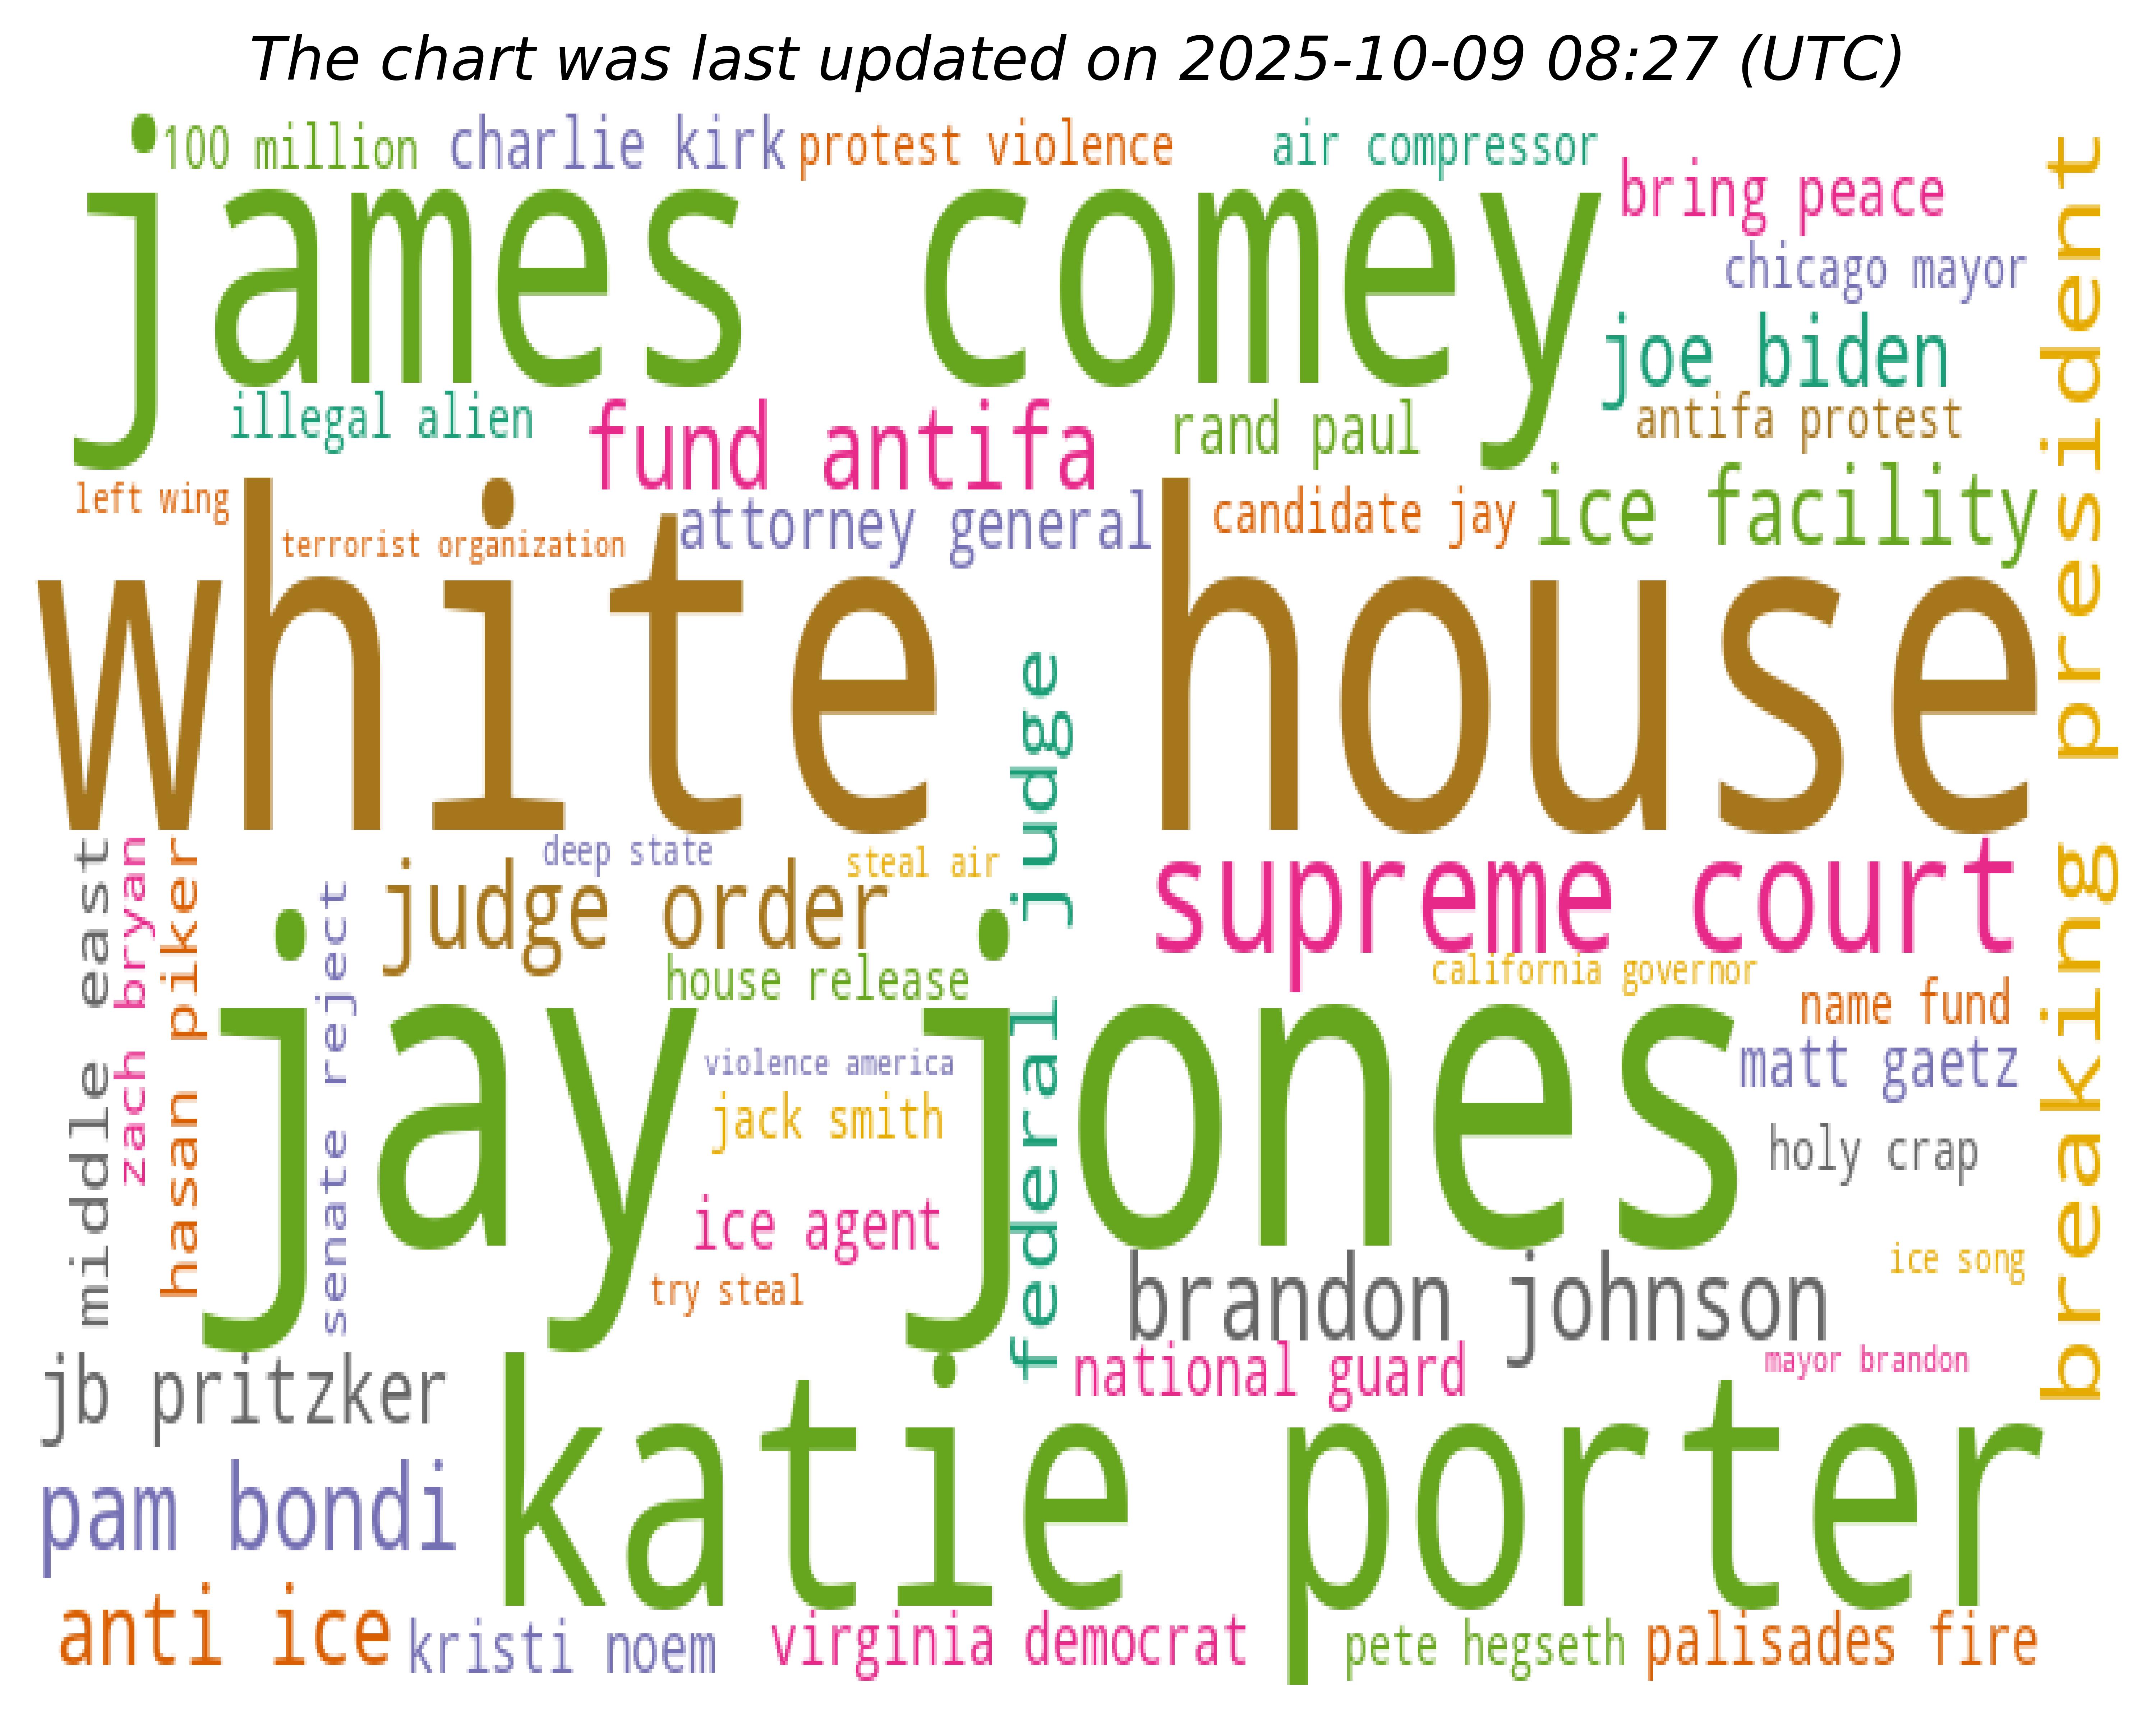 The chart was last updated on 2025-10-09 08:27 (UTC)
100 million
charlie kirk
protest violence
air compressor
bring peace
james comey
chicago mayor
joe biden
breaking president
illegal alien
fund antifa
rand paul
antifa protest
left wing
terrorist organization
attorney general
candidate jay
ice facility
white house
federal judge
middle east
zach bryan
hasan piker
senate reject
deep state
judge order
steal air
supreme court
house release
california governor
name fund
jay jones
violence america
matt gaetz
jack smith
holy crap
ice agent
try steal
brandon johnson
ice song
jb pritzker
national guard
mayor brandon
katie porter
pam bondi
anti ice
kristi noem
virginia democrat
pete hegseth
palisades fire